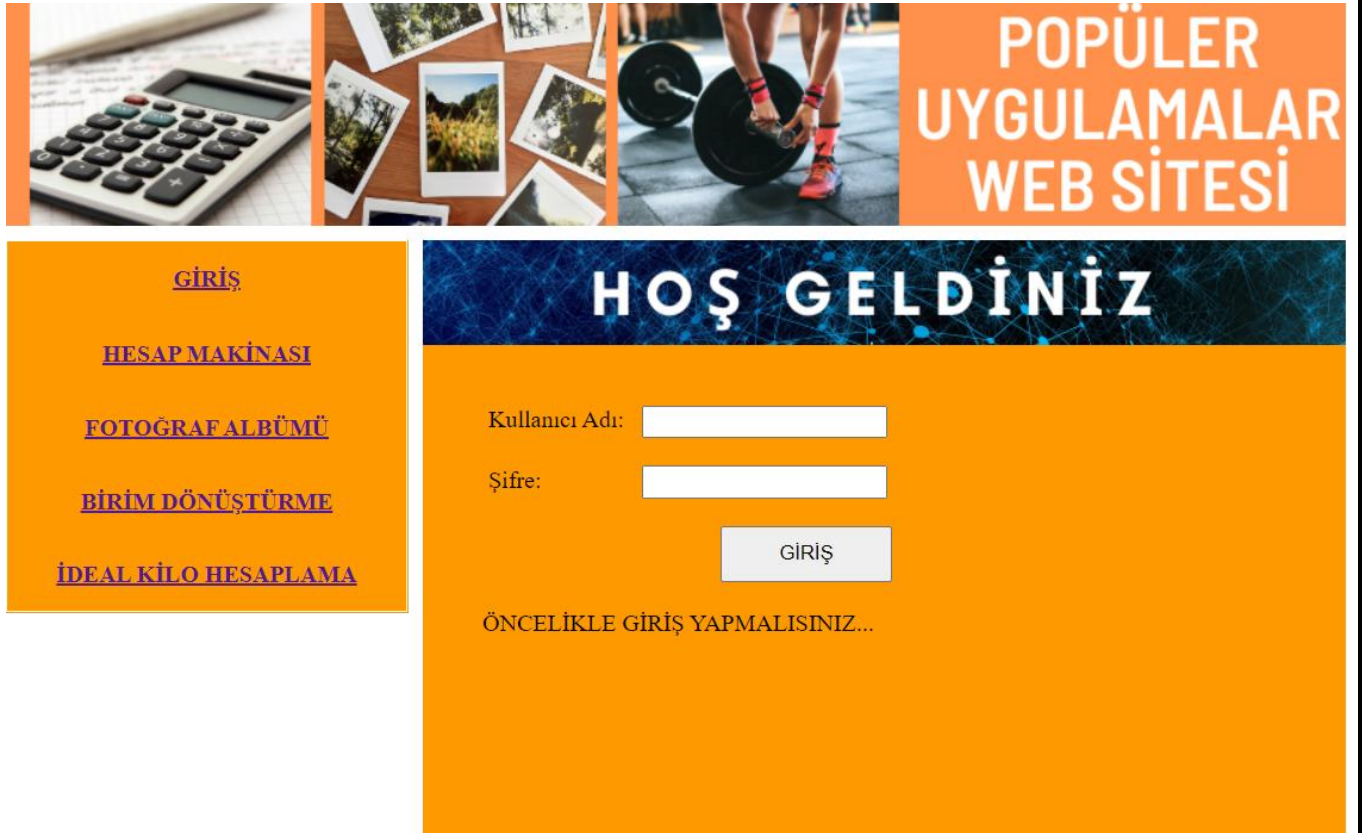 POPÜLER
UYGULAMALAR
WEB SİTESİ
GİRİŞ
HESAP MAKİNASI
FOTOĞRAF ALBÜMÜ
BİRİM DÖNÜŞTÜRME
İDEAL KİLO HESAPLAMA
HOŞ GELDİNİZ
Kullanıcı Adı:
Şifre:
GİRİŞ
ÖNCELİKLE GİRİŞ YAPMALISINIZ...